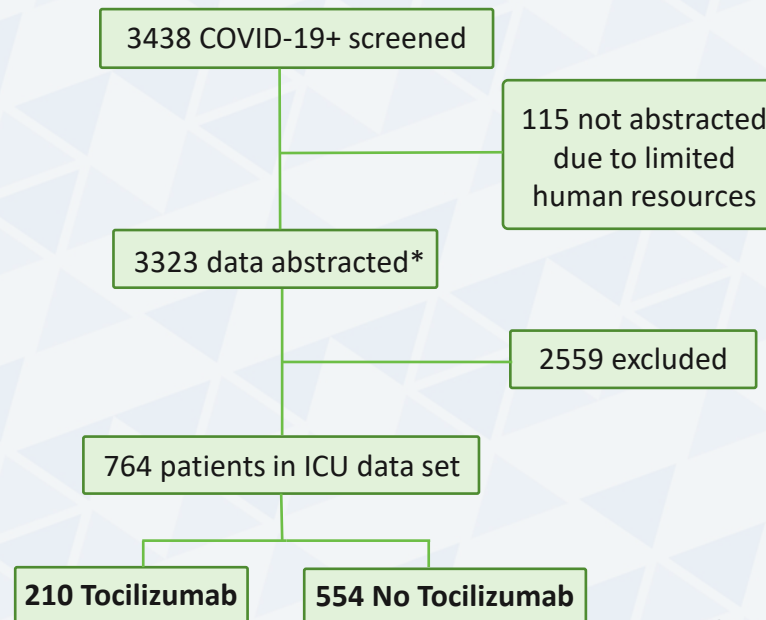 3438 COVID-19+ screened
115 not abstracted
due to limited
human resources
3323 data abstracted*
2559 excluded
764 patients in ICU data set
210 Tocilizumab
554 No Tocilizumab